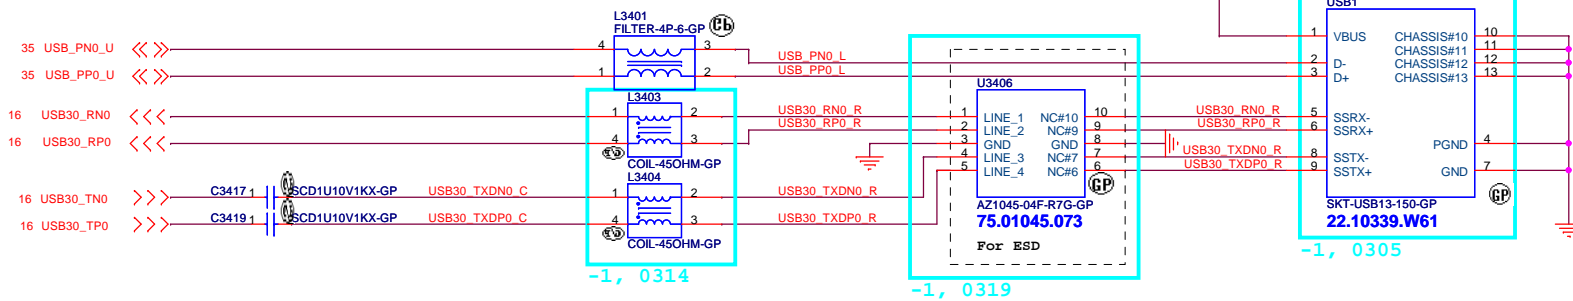 USB1
L3401
FILTER-4P-6-GP
35 USB_PN0_U
4
3
USB_PN0_L
35 USB_PP0_U
1
2
USB_PP0_L
1
VBUS
CHASSIS#10
10
CHASSIS#11
11
2
D-
CHASSIS#12
12
3
D+
CHASSIS#13
13
L3403
16 USB30_RN0
1
2
USB30_RN0_R
16 USB30_RP0
4
3
USB30_RP0_R
COIL-45OHM-GP
U3406
1
LINE_1
NC#10
10
2
LINE_2
NC#9
9
3
GND
GND
8
4
LINE_3
NC#7
7
5
LINE_4
NC#6
6
GP
AZ1045-04F-R7G-GP
75.01045.073
For ESD
USB30_RN0_R
5
SSRX-
USB30_RP0_R
6
SSRX+
PGND
4
USB30_TXDN0_R
8
SSTX-
USB30_TXDP0_R
9
SSTX+
GND
7
GP
SKT-USB13-150-GP
22.10339.W61
L3404
16 USB30_TN0
C3417
1
SCD1U10V1KX-GP
USB30_TXDN0_C
1
2
USB30_TXDN0_R
16 USB30_TP0
C3419
1
SCD1U10V1KX-GP
USB30_TXDP0_C
4
3
USB30_TXDP0_R
COIL-45OHM-GP
-1, 0314
-1, 0319
-1, 0305